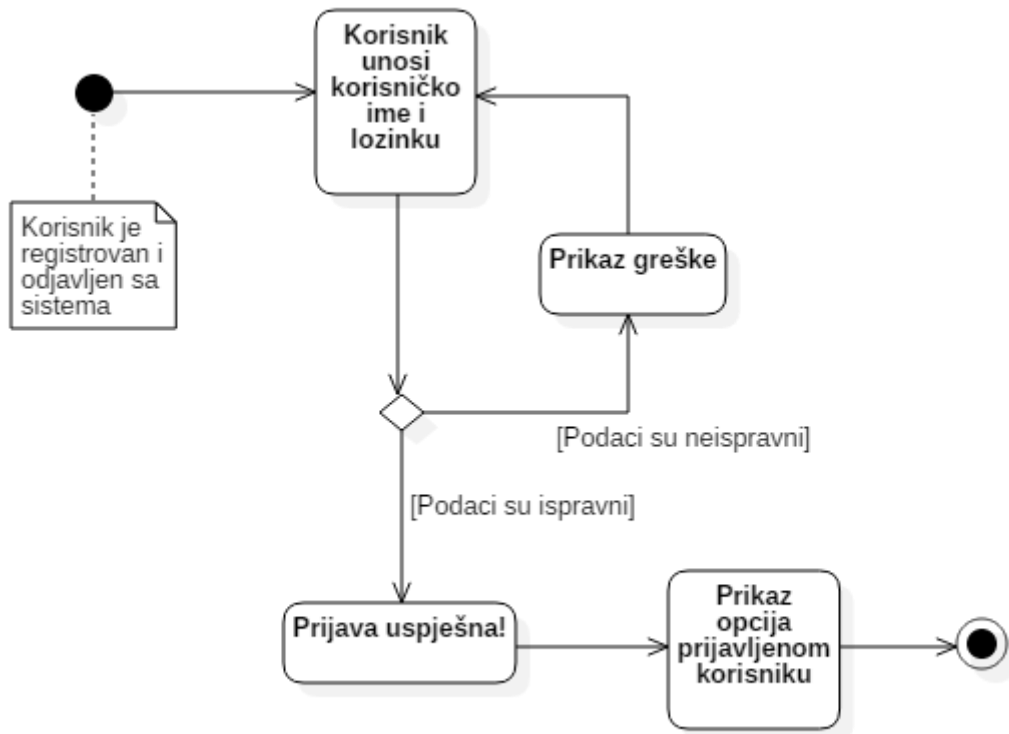 Korisnik
unosi
korisničko
ime i
lozinku
Korisnik je
registrovan i
odjavljen sa
sistema
Prikaz greške
[Podaci su neispravni]
[Podaci su ispravni]
Prijava uspješna!
Prikaz
opcija
prijavljenom
korisniku